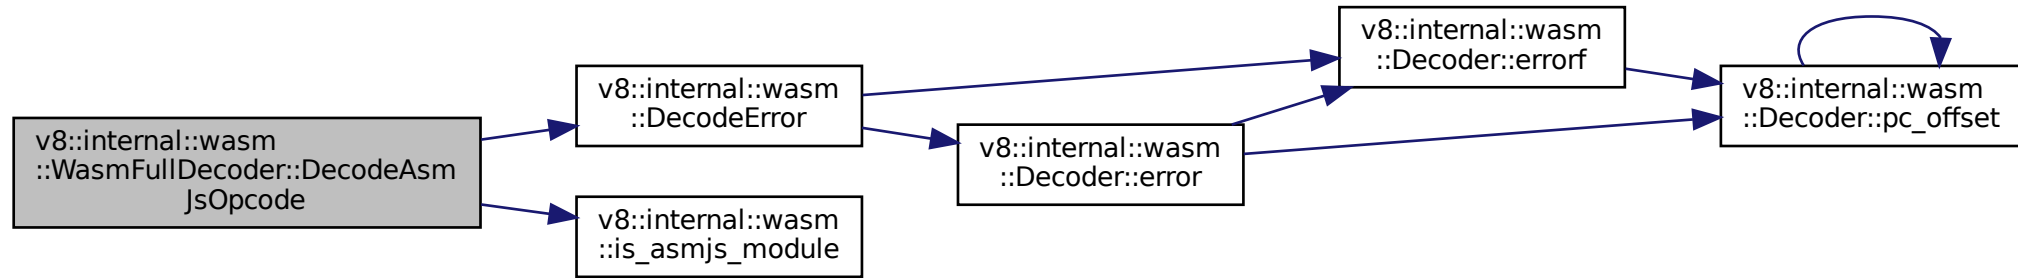 v8::internal::wasm
::WasmFullDecoder::DecodeAsm
JsOpcode
v8::internal::wasm
::DecodeError
v8::internal::wasm
::is_asmjs_module
v8::internal::wasm
::Decoder::error
v8::internal::wasm
::Decoder::errorf
v8::internal::wasm
::Decoder::pc_offset